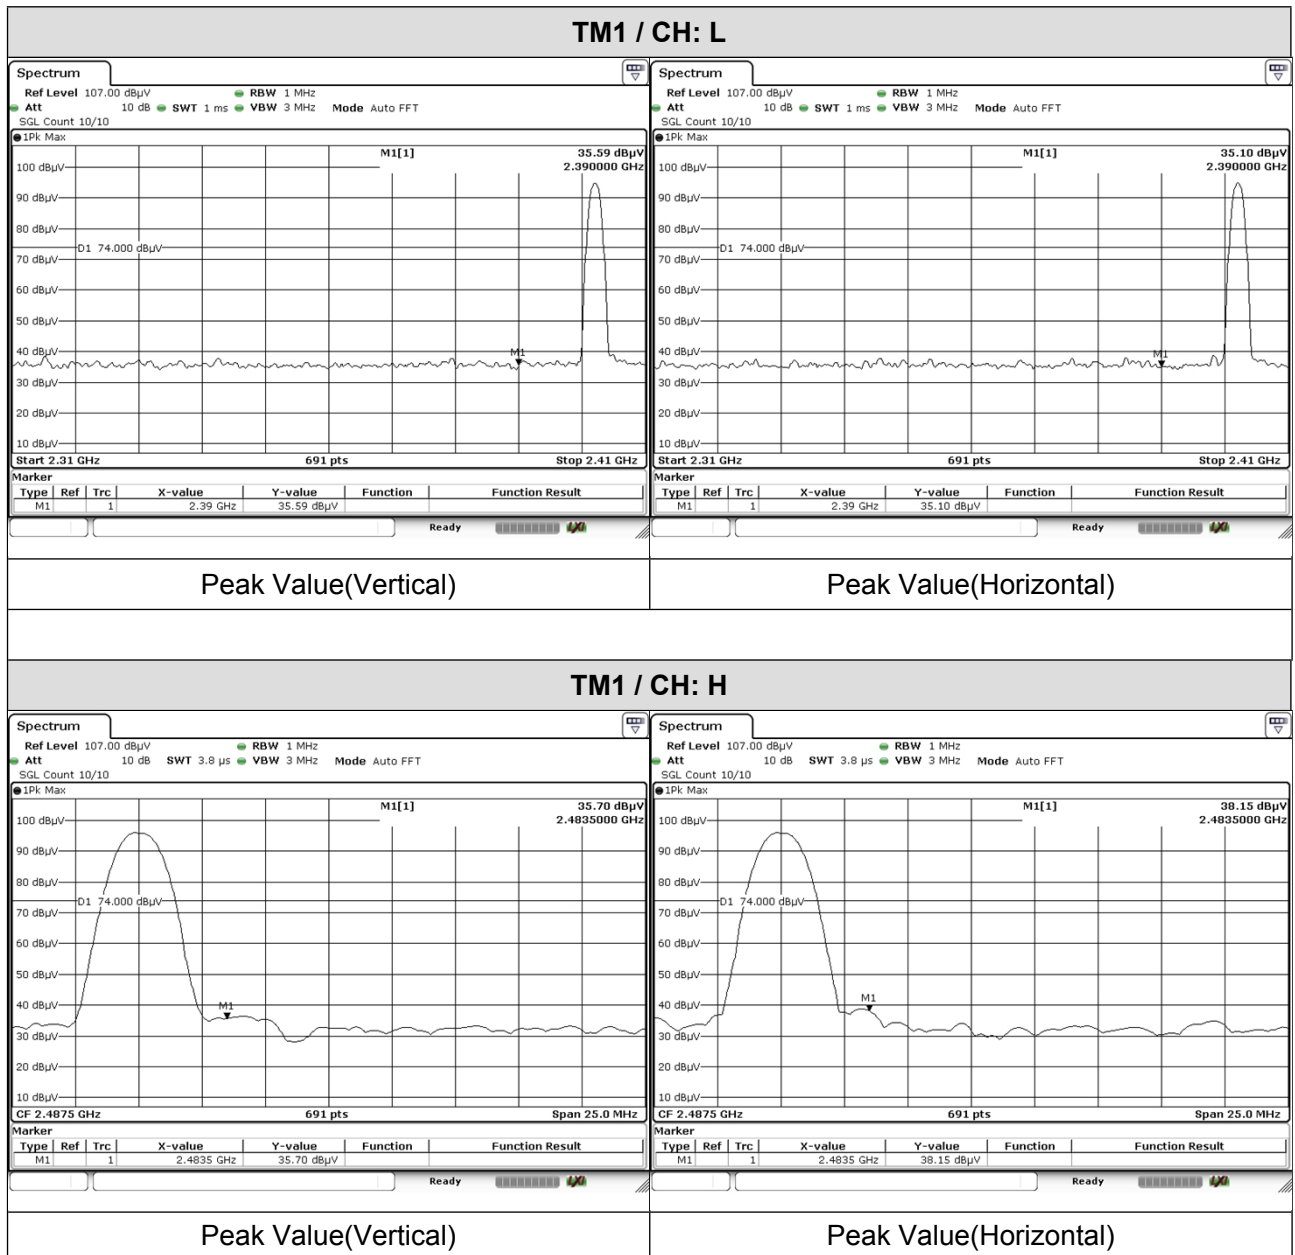 TM1 / CH: L
Spectrum
Ref Level 107.00 dBµV RBW 1 MHz
Att 10 dB SWT 1 ms VBW 3 MHz Mode Auto FFT
SGL Count 10/10
1Pk Max
M1[1] 35.59 dBµV
2.390000 GHz
100 dBµV
90 dBµV
80 dBµV
D1 74.000 dBµV
70 dBµV
60 dBµV
50 dBµV
40 dBµV
M1
30 dBµV
20 dBµV
10 dBµV
Start 2.31 GHz 691 pts Stop 2.41 GHz
Marker
Type Ref Trc X-value Y-value Function Function Result
M1 1 2.39 GHz 35.59 dBµV
Ready LXI
Peak Value(Vertical)
Spectrum
Ref Level 107.00 dBµV RBW 1 MHz
Att 10 dB SWT 1 ms VBW 3 MHz Mode Auto FFT
SGL Count 10/10
1Pk Max
M1[1] 35.10 dBµV
2.390000 GHz
100 dBµV
90 dBµV
80 dBµV
D1 74.000 dBµV
70 dBµV
60 dBµV
50 dBµV
40 dBµV
M1
30 dBµV
20 dBµV
10 dBµV
Start 2.31 GHz 691 pts Stop 2.41 GHz
Marker
Type Ref Trc X-value Y-value Function Function Result
M1 1 2.39 GHz 35.10 dBµV
Ready LXI
Peak Value(Horizontal)
TM1 / CH: H
Spectrum
Ref Level 107.00 dBµV RBW 1 MHz
Att 10 dB SWT 3.8 µs VBW 3 MHz Mode Auto FFT
SGL Count 10/10
1Pk Max
M1[1] 35.70 dBµV
2.4835000 GHz
100 dBµV
90 dBµV
80 dBµV
D1 74.000 dBµV
70 dBµV
60 dBµV
50 dBµV
40 dBµV
M1
30 dBµV
20 dBµV
10 dBµV
CF 2.4875 GHz 691 pts Span 25.0 MHz
Marker
Type Ref Trc X-value Y-value Function Function Result
M1 1 2.4835 GHz 35.70 dBµV
Ready LXI
Peak Value(Vertical)
Spectrum
Ref Level 107.00 dBµV RBW 1 MHz
Att 10 dB SWT 3.8 µs VBW 3 MHz Mode Auto FFT
SGL Count 10/10
1Pk Max
M1[1] 38.15 dBµV
2.4835000 GHz
100 dBµV
90 dBµV
80 dBµV
D1 74.000 dBµV
70 dBµV
60 dBµV
50 dBµV
40 dBµV
M1
30 dBµV
20 dBµV
10 dBµV
CF 2.4875 GHz 691 pts Span 25.0 MHz
Marker
Type Ref Trc X-value Y-value Function Function Result
M1 1 2.4835 GHz 38.15 dBµV
Ready LXI
Peak Value(Horizontal)